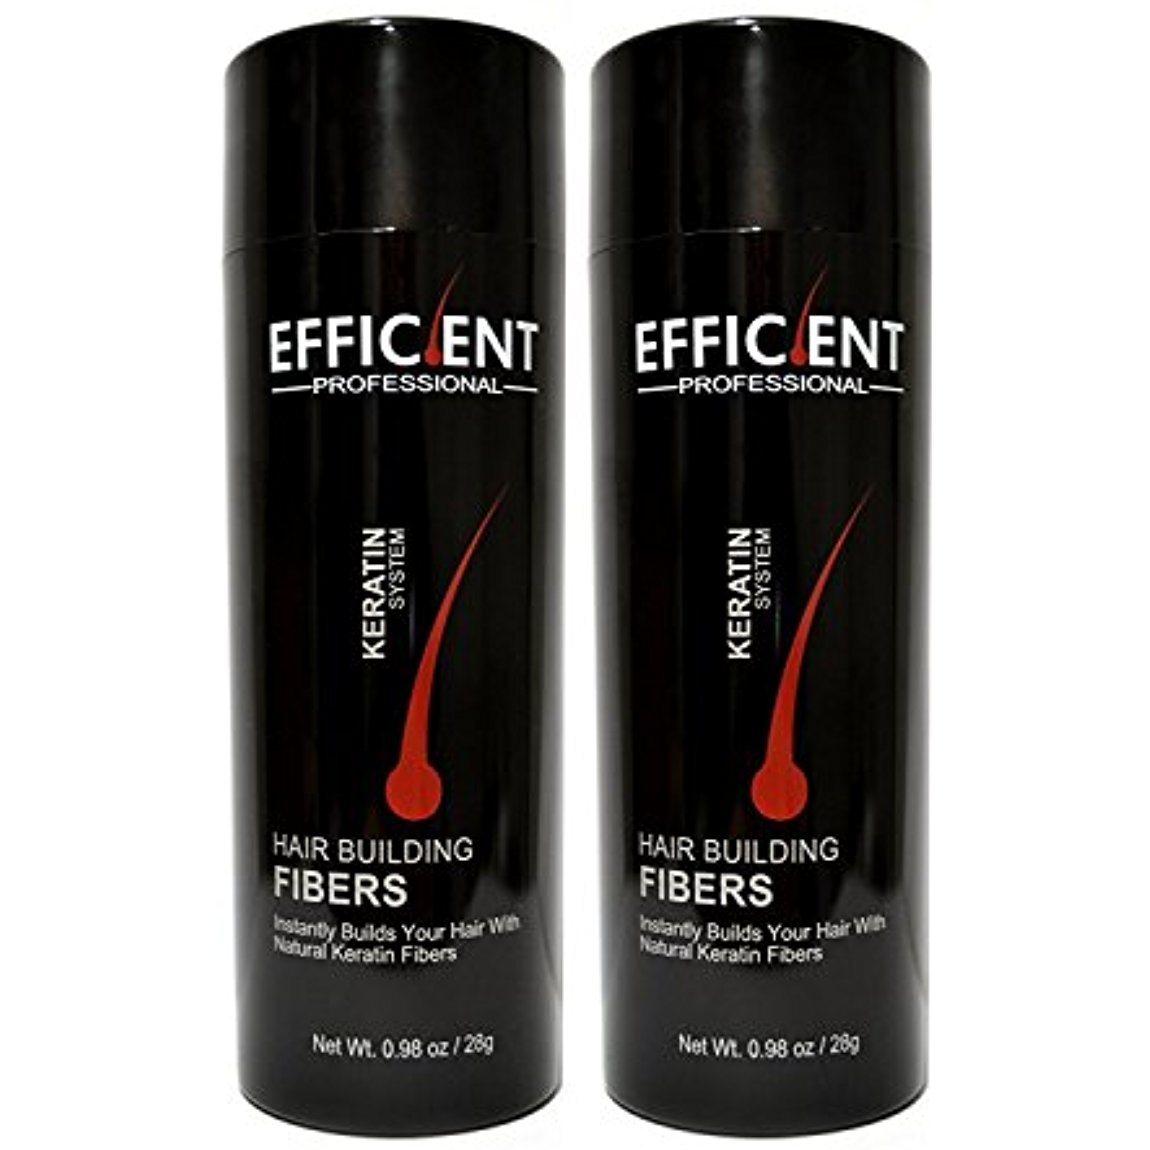 EFFICIENT
PROFESSIONAL
KERATIN
SYSTEM
HAIR BUILDING
FIBERS
Instantly Builds Your Hair With
Natural Keratin Fibers
Net Wt. 0.98 oz / 28g
EFFICIENT
PROFESSIONAL
KERATIN
SYSTEM
HAIR BUILDING
FIBERS
Instantly Builds Your Hair With
Natural Keratin Fibers
Net Wt. 0.98 oz / 28g